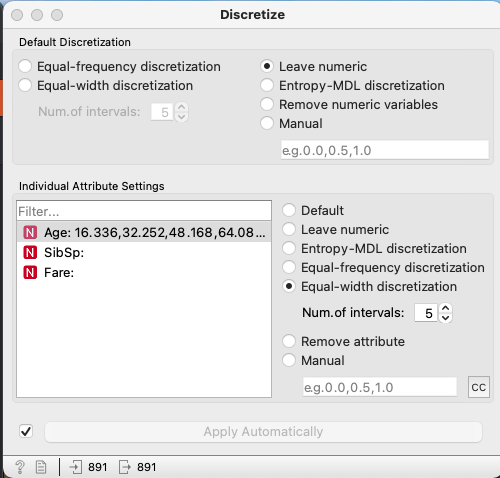 Discretize
Default Discretization
Equal-frequency discretization
Equal-width discretization
Num.of intervals: 5
Leave numeric
Entropy-MDL discretization
Remove numeric variables
Manual
e.g.0.0,0.5,1.0
Individual Attribute Settings
Filter...
N Age: 16.336,32.252,48.168,64.08...
N SibSp:
N Fare:
Default
Leave numeric
Entropy-MDL discretization
Equal-frequency discretization
Equal-width discretization
Num.of intervals: 5
Remove attribute
Manual
e.g.0.0,0.5,1.0 CC
Apply Automatically
? 891 891